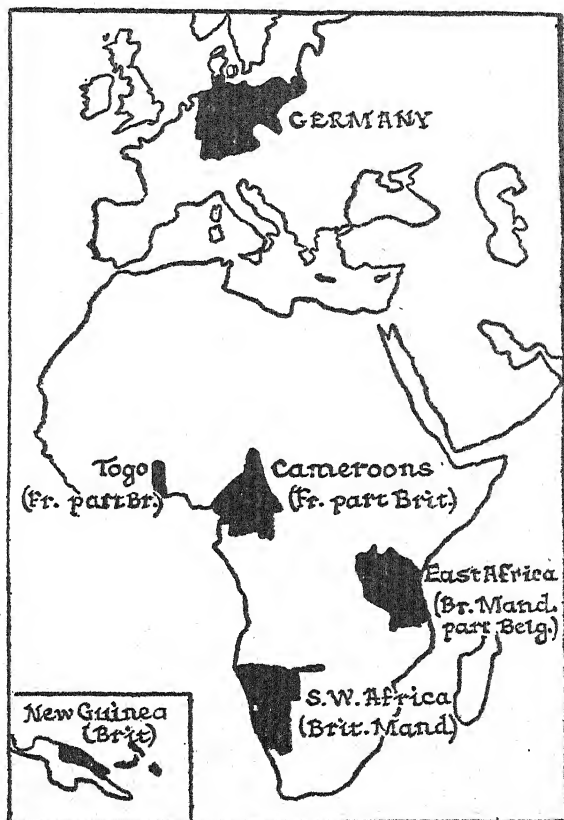 GERMANY
Togo
(Fr. part Br.)
Cameroons
(Fr. part Brit.)
East Africa
(Br. Mand.
part Belg.)
S.W. Africa
(Brit. Mand)
New Guinea
(Brit)